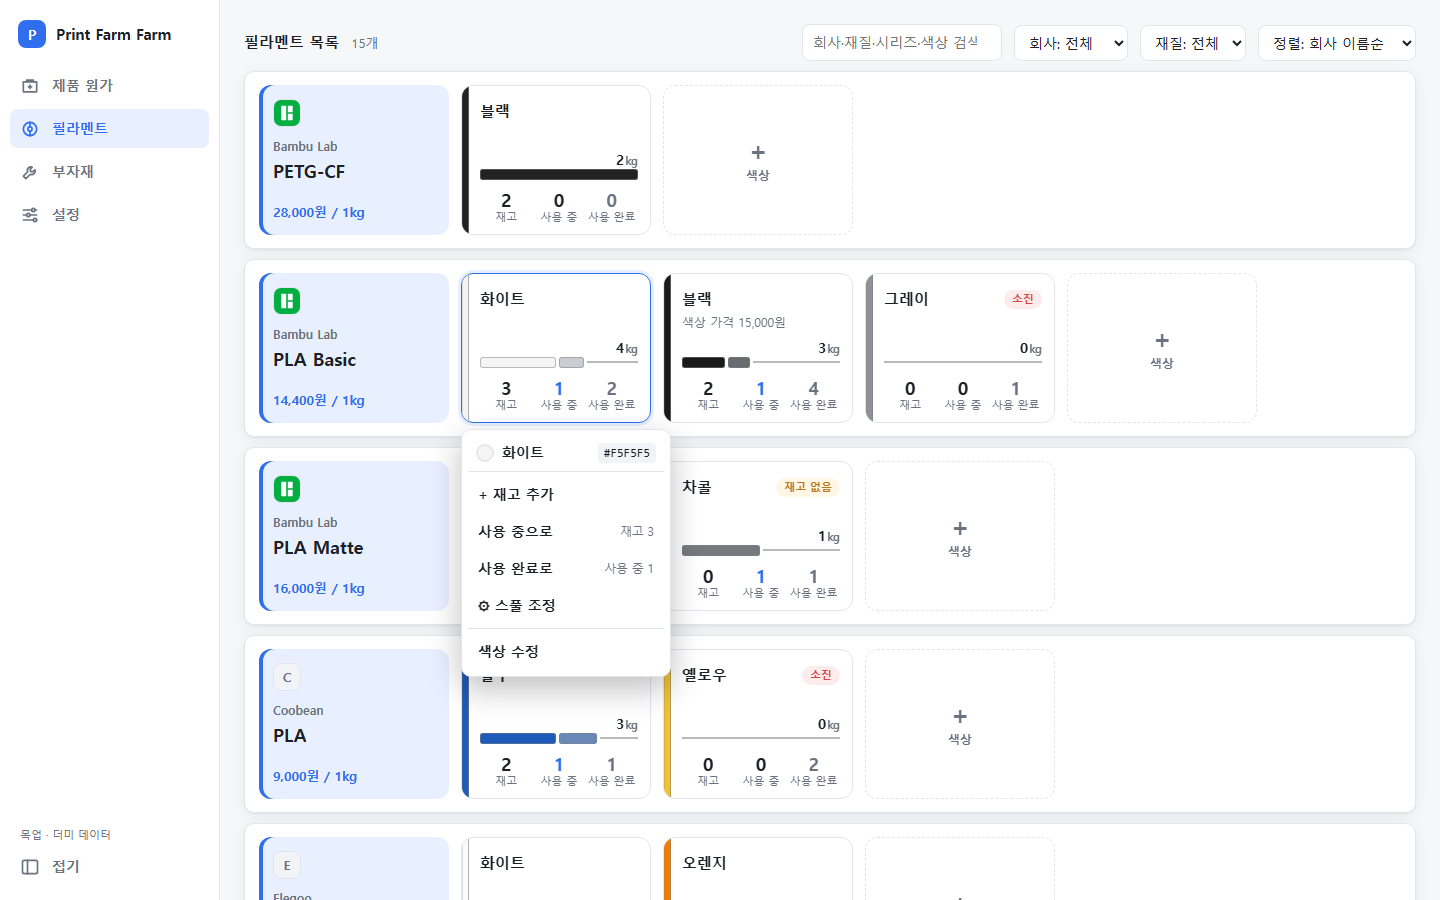 P Print Farm Farm
제품 원가
필라멘트
부자재
설정
목업 · 더미 데이터
접기
필라멘트 목록 15개
회사·재질·시리즈·색상 검색
회사: 전체
재질: 전체
정렬: 회사 이름순
Bambu Lab
PETG-CF
28,000원 / 1kg
블랙
2kg
2 0 0
재고 사용 중 사용 완료
+
색상
Bambu Lab
PLA Basic
14,400원 / 1kg
화이트
4kg
3 1 2
재고 사용 중 사용 완료
블랙
색상 가격 15,000원
3kg
2 1 4
재고 사용 중 사용 완료
그레이 소진
0kg
0 0 1
재고 사용 중 사용 완료
+
색상
화이트 #F5F5F5
+ 재고 추가
사용 중으로 재고 3
사용 완료로 사용 중 1
⚙ 스풀 조정
색상 수정
Bambu Lab
PLA Matte
16,000원 / 1kg
차콜 재고 없음
1kg
0 1 1
재고 사용 중 사용 완료
+
색상
C
Coobean
PLA
9,000원 / 1kg
3kg
2 1 1
재고 사용 중 사용 완료
옐로우 소진
0kg
0 0 2
재고 사용 중 사용 완료
+
색상
E
Elegoo
화이트
오렌지